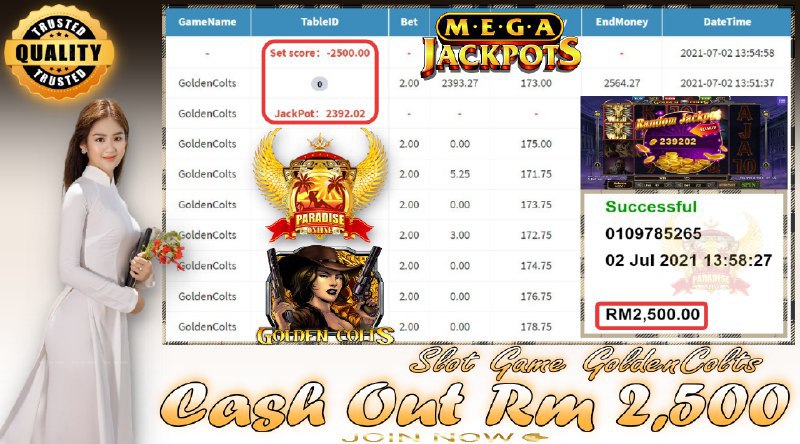 TRUSTED
QUALITY
TRUSTED
GameName TableID Bet EndMoney DateTime
MEGA
JACKPOTS
- Set score: -2500.00 - - 2021-07-02 13:54:58
GoldenColts 0 2.00 2393.27 173.00 2564.27 2021-07-02 13:51:37
GoldenColts JackPot: 2392.02 - - -
GoldenColts 2.00 0.00 175.00
GoldenColts 2.00 5.25 171.75
GoldenColts 2.00 0.00 173.75
GoldenColts 2.00 3.00 172.75
GoldenColts 2.00 0.00 174.75
GoldenColts 2.00 0.00 176.75
GoldenColts 2.00 0.00 178.75
PARADISE
ONLINE
GOLDEN-COLTS
Random Jackpot
239202
Successful
0109785265
02 Jul 2021 13:58:27
RM2,500.00
Slot Game GoldenColts
Cash Out Rm 2,500
JOIN NOW